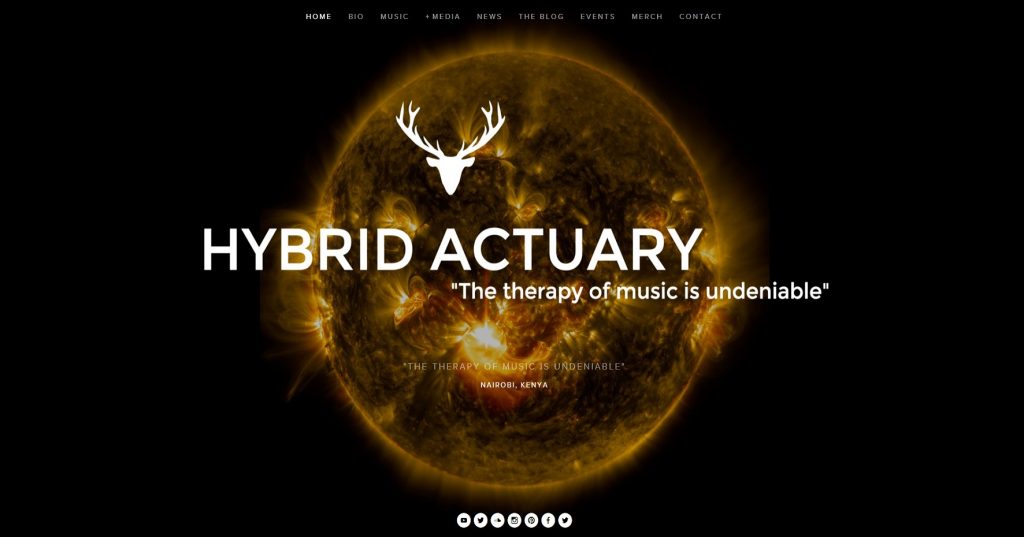 HOME BIO MUSIC +MEDIA NEWS THE BLOG EVENTS MERCH CONTACT
HYBRID ACTUARY
"The therapy of music is undeniable"
"THE THERAPY OF MUSIC IS UNDENIABLE".
NAIROBI, KENYA